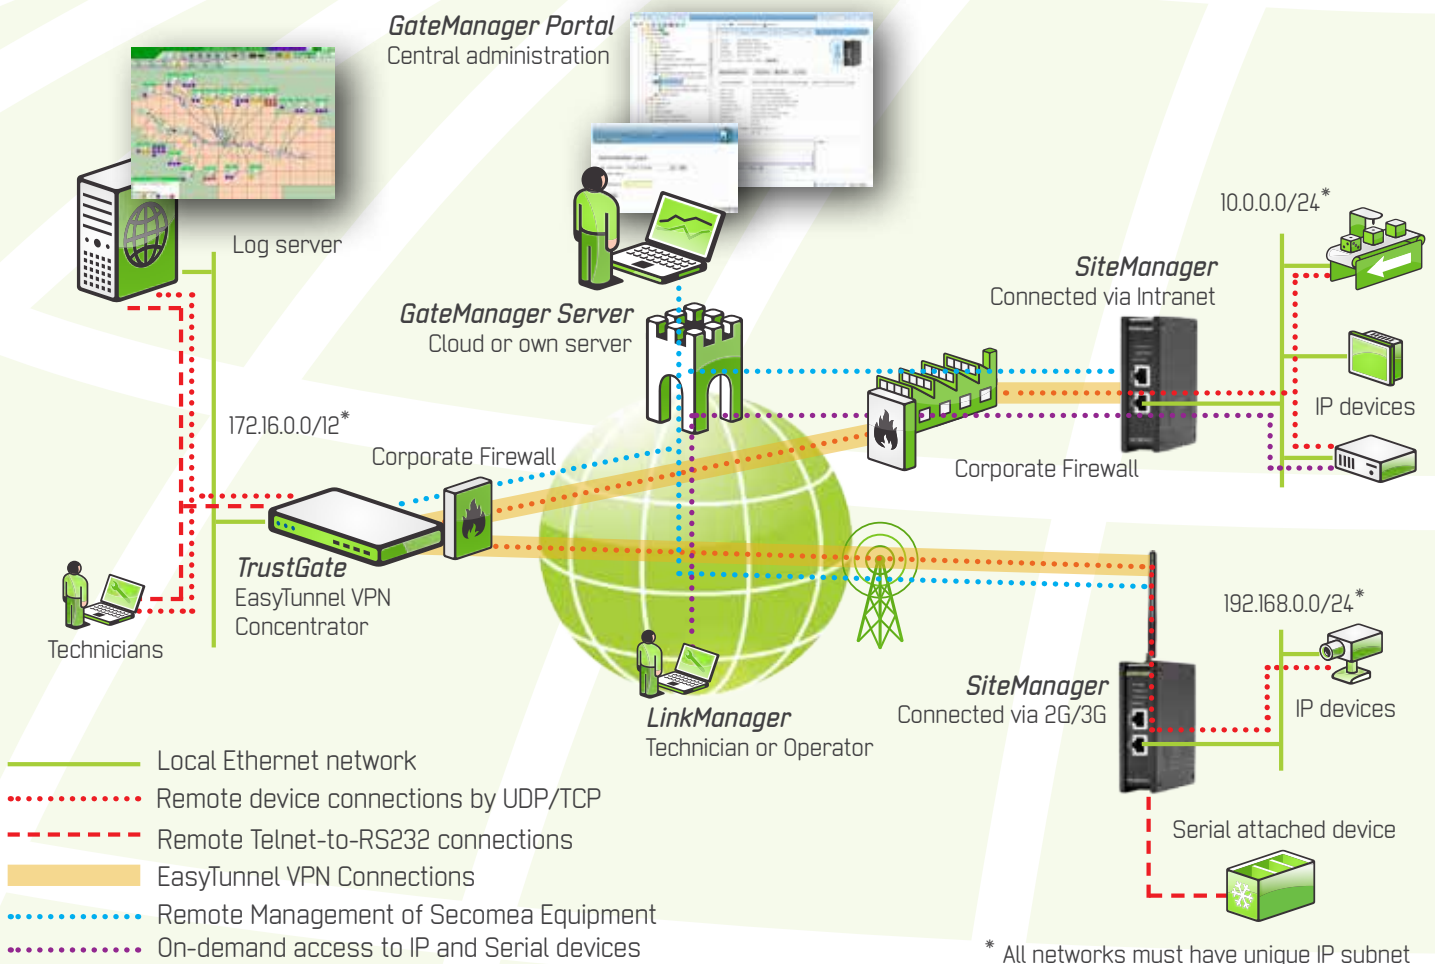 GateManager Portal
Central administration
Log server
GateManager Server
Cloud or own server
SiteManager
Connected via Intranet
10.0.0.0/24*
IP devices
172.16.0.0/12*
Corporate Firewall
Corporate Firewall
TrustGate
EasyTunnel VPN
Concentrator
Technicians
192.168.0.0/24*
IP devices
SiteManager
Connected via 2G/3G
LinkManager
Technician or Operator
Serial attached device
Local Ethernet network
Remote device connections by UDP/TCP
Remote Telnet-to-RS232 connections
EasyTunnel VPN Connections
Remote Management of Secomea Equipment
On-demand access to IP and Serial devices
* All networks must have unique IP subnet